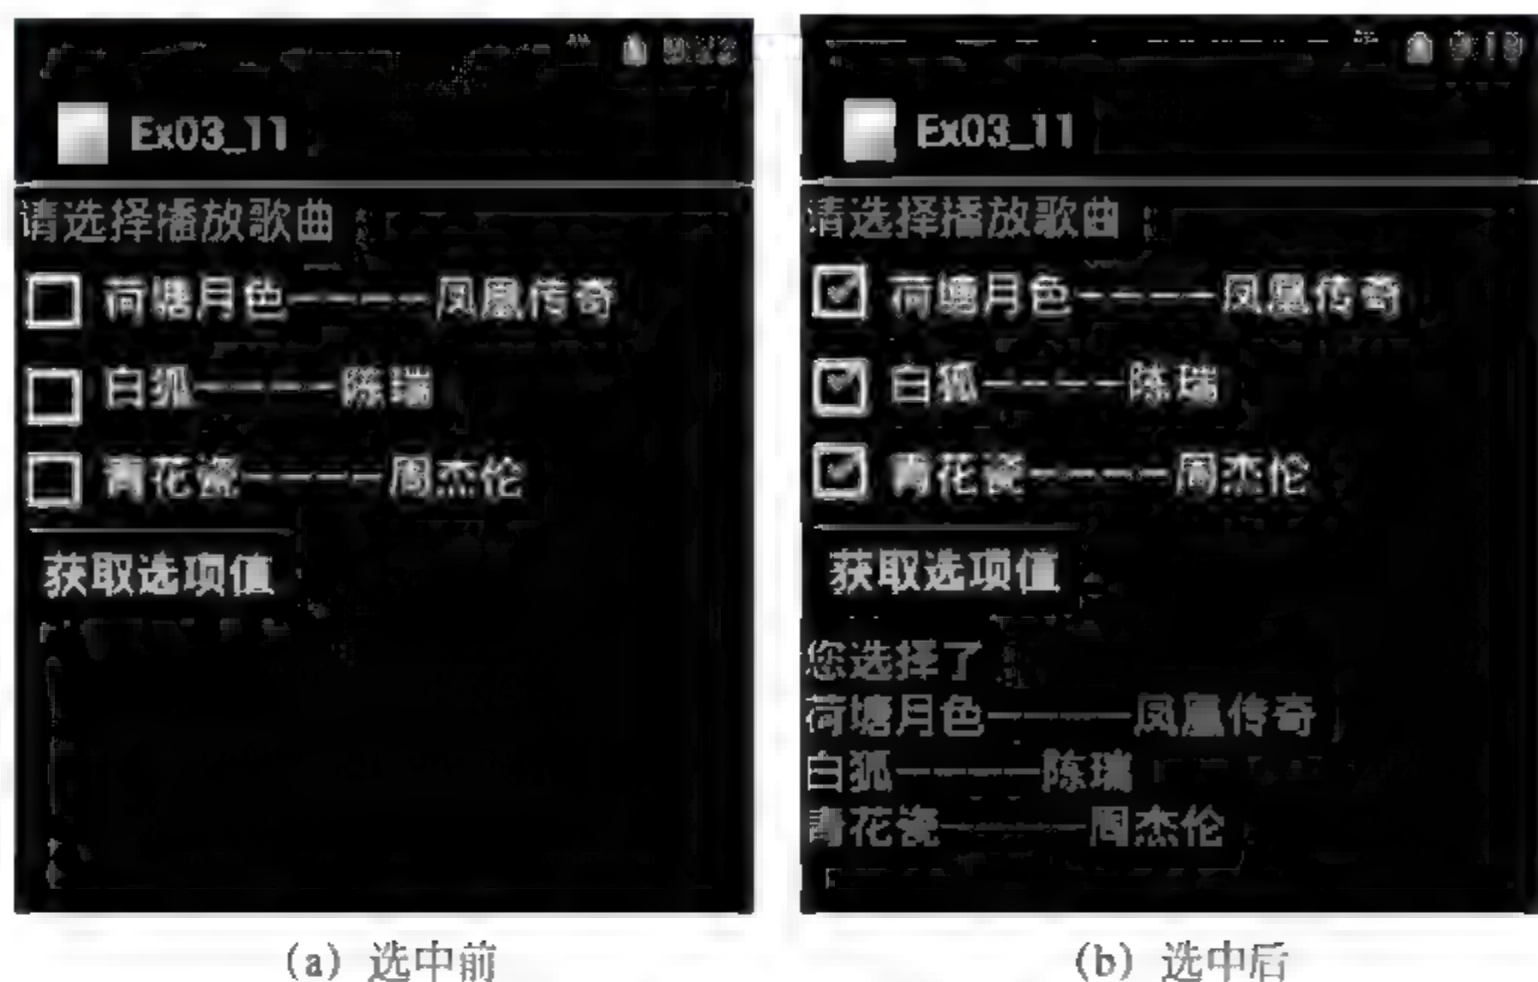 Ex03_11
请选择播放歌曲
荷塘月色----凤凰传奇
白狐----陈瑞
青花瓷----周杰伦
获取选项值
(a) 选中前
Ex03_11
请选择播放歌曲
荷塘月色----凤凰传奇
白狐----陈瑞
青花瓷----周杰伦
获取选项值
您选择了
荷塘月色----凤凰传奇
白狐----陈瑞
青花瓷----周杰伦
(b) 选中后